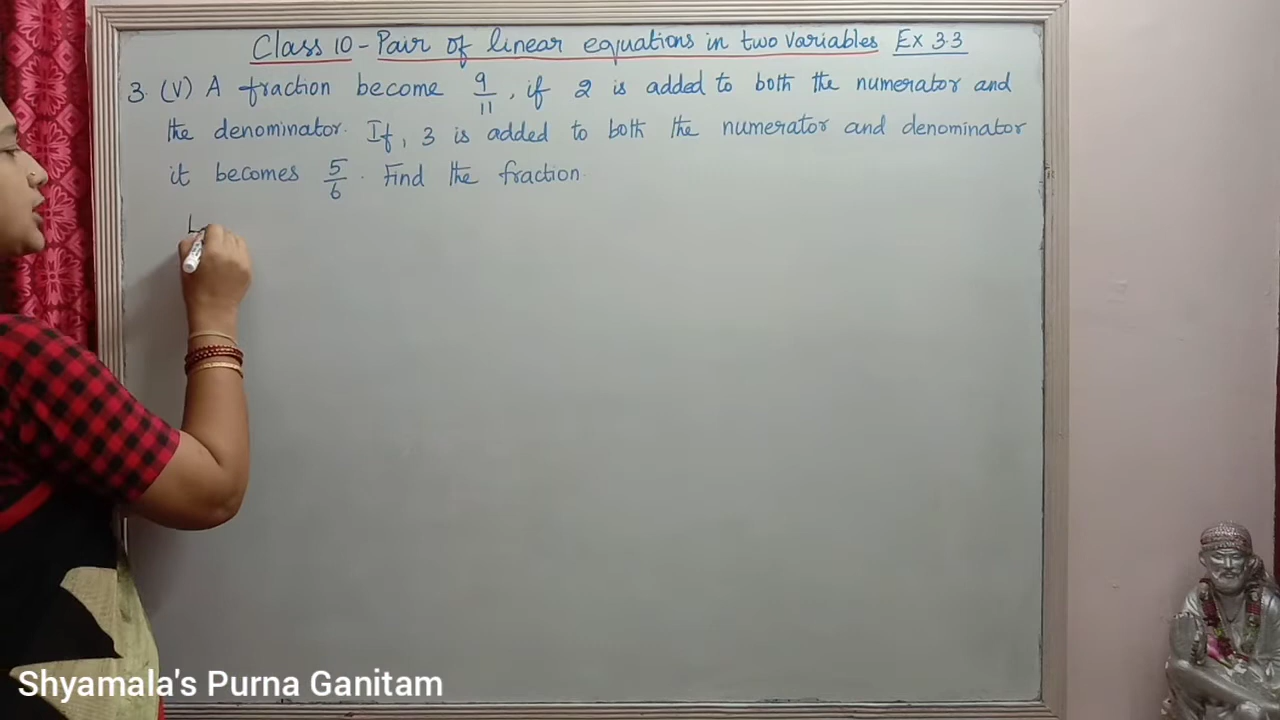 Class 10 - Pair of linear equations in two variables Ex 3.3
3. (V) A fraction become 9/11, if 2 is added to both the numerator and
the denominator. If, 3 is added to both the numerator and denominator
it becomes 5/6. Find the fraction.
L
Shyamala's Purna Ganitam